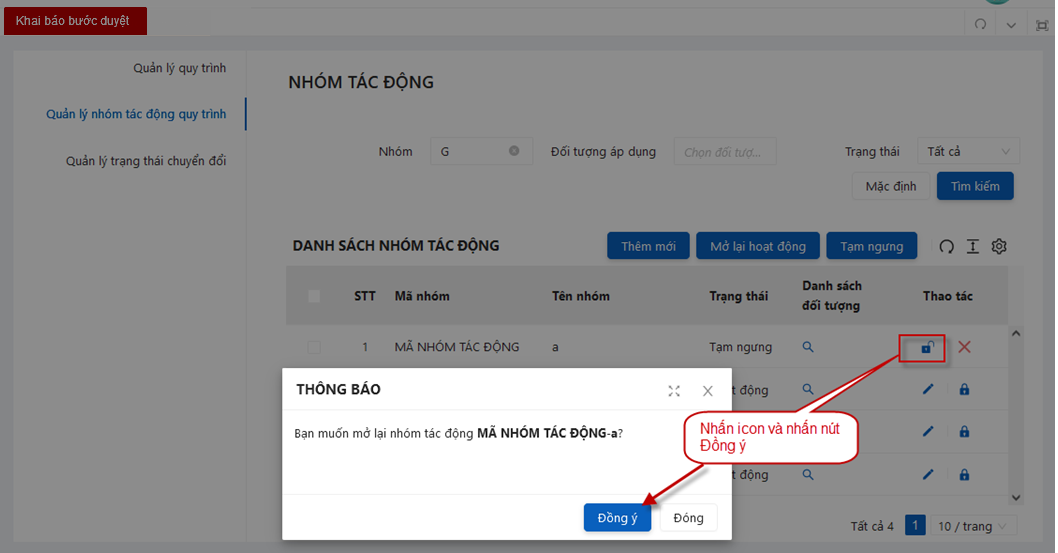 Khai báo bước duyệt
Quản lý quy trình
Quản lý nhóm tác động quy trình
Quản lý trạng thái chuyển đổi
NHÓM TÁC ĐỘNG
Nhóm G Đối tượng áp dụng Chọn đối tượ... Trạng thái Tất cả
Mặc định Tìm kiếm
DANH SÁCH NHÓM TÁC ĐỘNG Thêm mới Mở lại hoạt động Tạm ngưng
STT Mã nhóm Tên nhóm Trạng thái Danh sách đối tượng Thao tác
1 MÃ NHÓM TÁC ĐỘNG a Tạm ngưng
t động
t động
THÔNG BÁO
Bạn muốn mở lại nhóm tác động MÃ NHÓM TÁC ĐỘNG-a?
Đồng ý Đóng
Nhấn icon và nhấn nút
Đồng ý
Tất cả 4 1 10 / trang